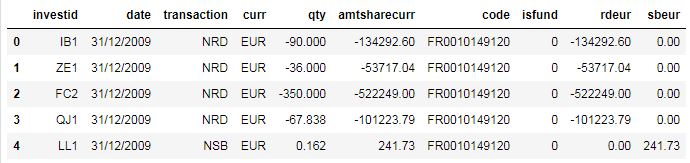 investid date transaction curr qty amtsharecurr code isfund rdeur sbeur
0 IB1 31/12/2009 NRD EUR -90.000 -134292.60 FR0010149120 0 -134292.60 0.00
1 ZE1 31/12/2009 NRD EUR -36.000 -53717.04 FR0010149120 0 -53717.04 0.00
2 FC2 31/12/2009 NRD EUR -350.000 -522249.00 FR0010149120 0 -522249.00 0.00
3 QJ1 31/12/2009 NRD EUR -67.838 -101223.79 FR0010149120 0 -101223.79 0.00
4 LL1 31/12/2009 NSB EUR 0.162 241.73 FR0010149120 0 0.00 241.73